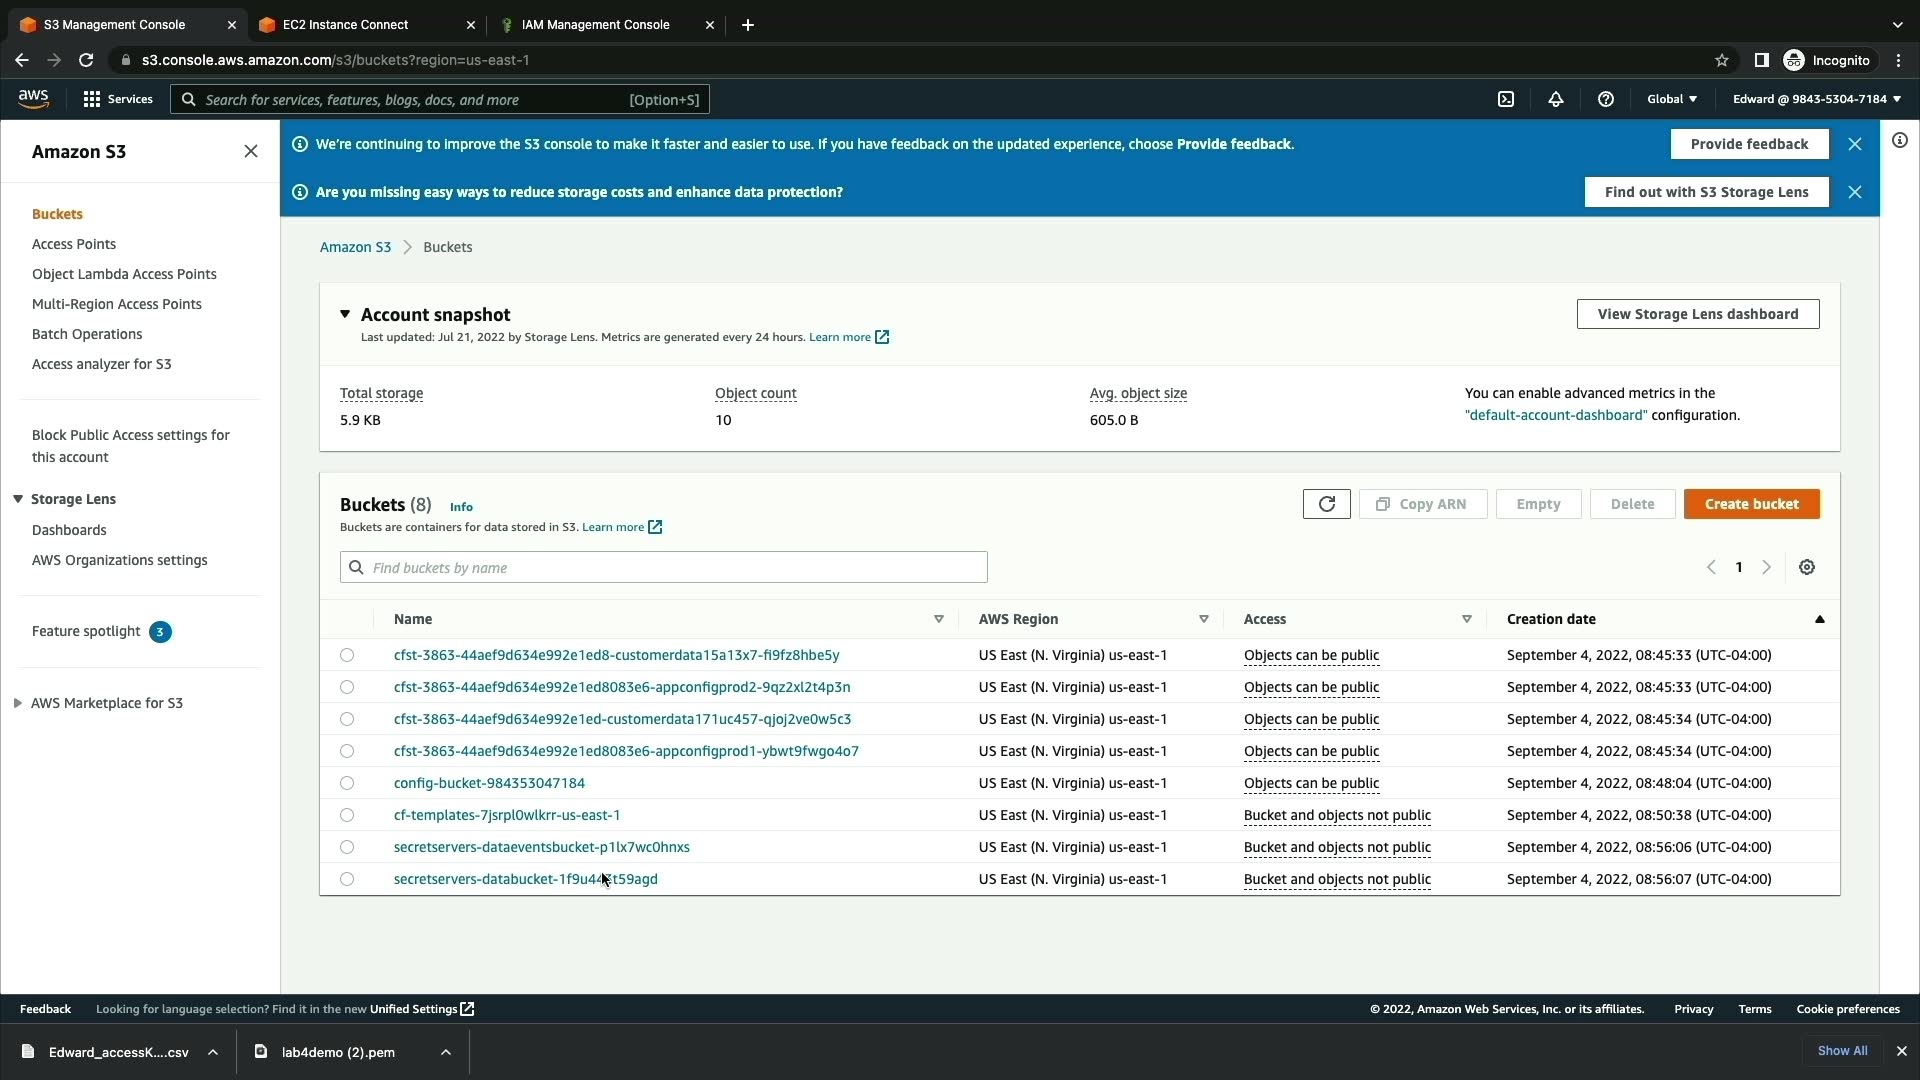 S3 Management Console
EC2 Instance Connect
IAM Management Console
s3.console.aws.amazon.com/s3/buckets?region=us-east-1
Incognito
aws
Services
Search for services, features, blogs, docs, and more
[Option+S]
Global
Edward @ 9843-5304-7184
Amazon S3
Buckets
Access Points
Object Lambda Access Points
Multi-Region Access Points
Batch Operations
Access analyzer for S3
Block Public Access settings for
this account
Storage Lens
Dashboards
AWS Organizations settings
Feature spotlight 3
AWS Marketplace for S3
We're continuing to improve the S3 console to make it faster and easier to use. If you have feedback on the updated experience, choose Provide feedback.
Provide feedback
Are you missing easy ways to reduce storage costs and enhance data protection?
Find out with S3 Storage Lens
Amazon S3 > Buckets
Account snapshot
Last updated: Jul 21, 2022 by Storage Lens. Metrics are generated every 24 hours. Learn more
View Storage Lens dashboard
Total storage
5.9 KB
Object count
10
Avg. object size
605.0 B
You can enable advanced metrics in the
"default-account-dashboard" configuration.
Buckets (8) Info
Buckets are containers for data stored in S3. Learn more
Copy ARN
Empty
Delete
Create bucket
Find buckets by name
1
Name AWS Region Access Creation date
cfst-3863-44aef9d634e992e1ed8-customerdata15a13x7-fi9fz8hbe5y US East (N. Virginia) us-east-1 Objects can be public September 4, 2022, 08:45:33 (UTC-04:00)
cfst-3863-44aef9d634e992e1ed8083e6-appconfigprod2-9qz2xl2t4p3n US East (N. Virginia) us-east-1 Objects can be public September 4, 2022, 08:45:33 (UTC-04:00)
cfst-3863-44aef9d634e992e1ed-customerdata171uc457-qjoj2ve0w5c3 US East (N. Virginia) us-east-1 Objects can be public September 4, 2022, 08:45:34 (UTC-04:00)
cfst-3863-44aef9d634e992e1ed8083e6-appconfigprod1-ybwt9fwgo4o7 US East (N. Virginia) us-east-1 Objects can be public September 4, 2022, 08:45:34 (UTC-04:00)
config-bucket-984353047184 US East (N. Virginia) us-east-1 Objects can be public September 4, 2022, 08:48:04 (UTC-04:00)
cf-templates-7jsrpl0wlkrr-us-east-1 US East (N. Virginia) us-east-1 Bucket and objects not public September 4, 2022, 08:50:38 (UTC-04:00)
secretservers-dataeventsbucket-p1lx7wc0hnxs US East (N. Virginia) us-east-1 Bucket and objects not public September 4, 2022, 08:56:06 (UTC-04:00)
US East (N. Virginia) us-east-1 Bucket and objects not public September 4, 2022, 08:56:07 (UTC-04:00)
Feedback
Looking for language selection? Find it in the new Unified Settings
© 2022, Amazon Web Services, Inc. or its affiliates.
Privacy
Terms
Cookie preferences
Edward_accessK....csv
lab4demo (2).pem
Show All